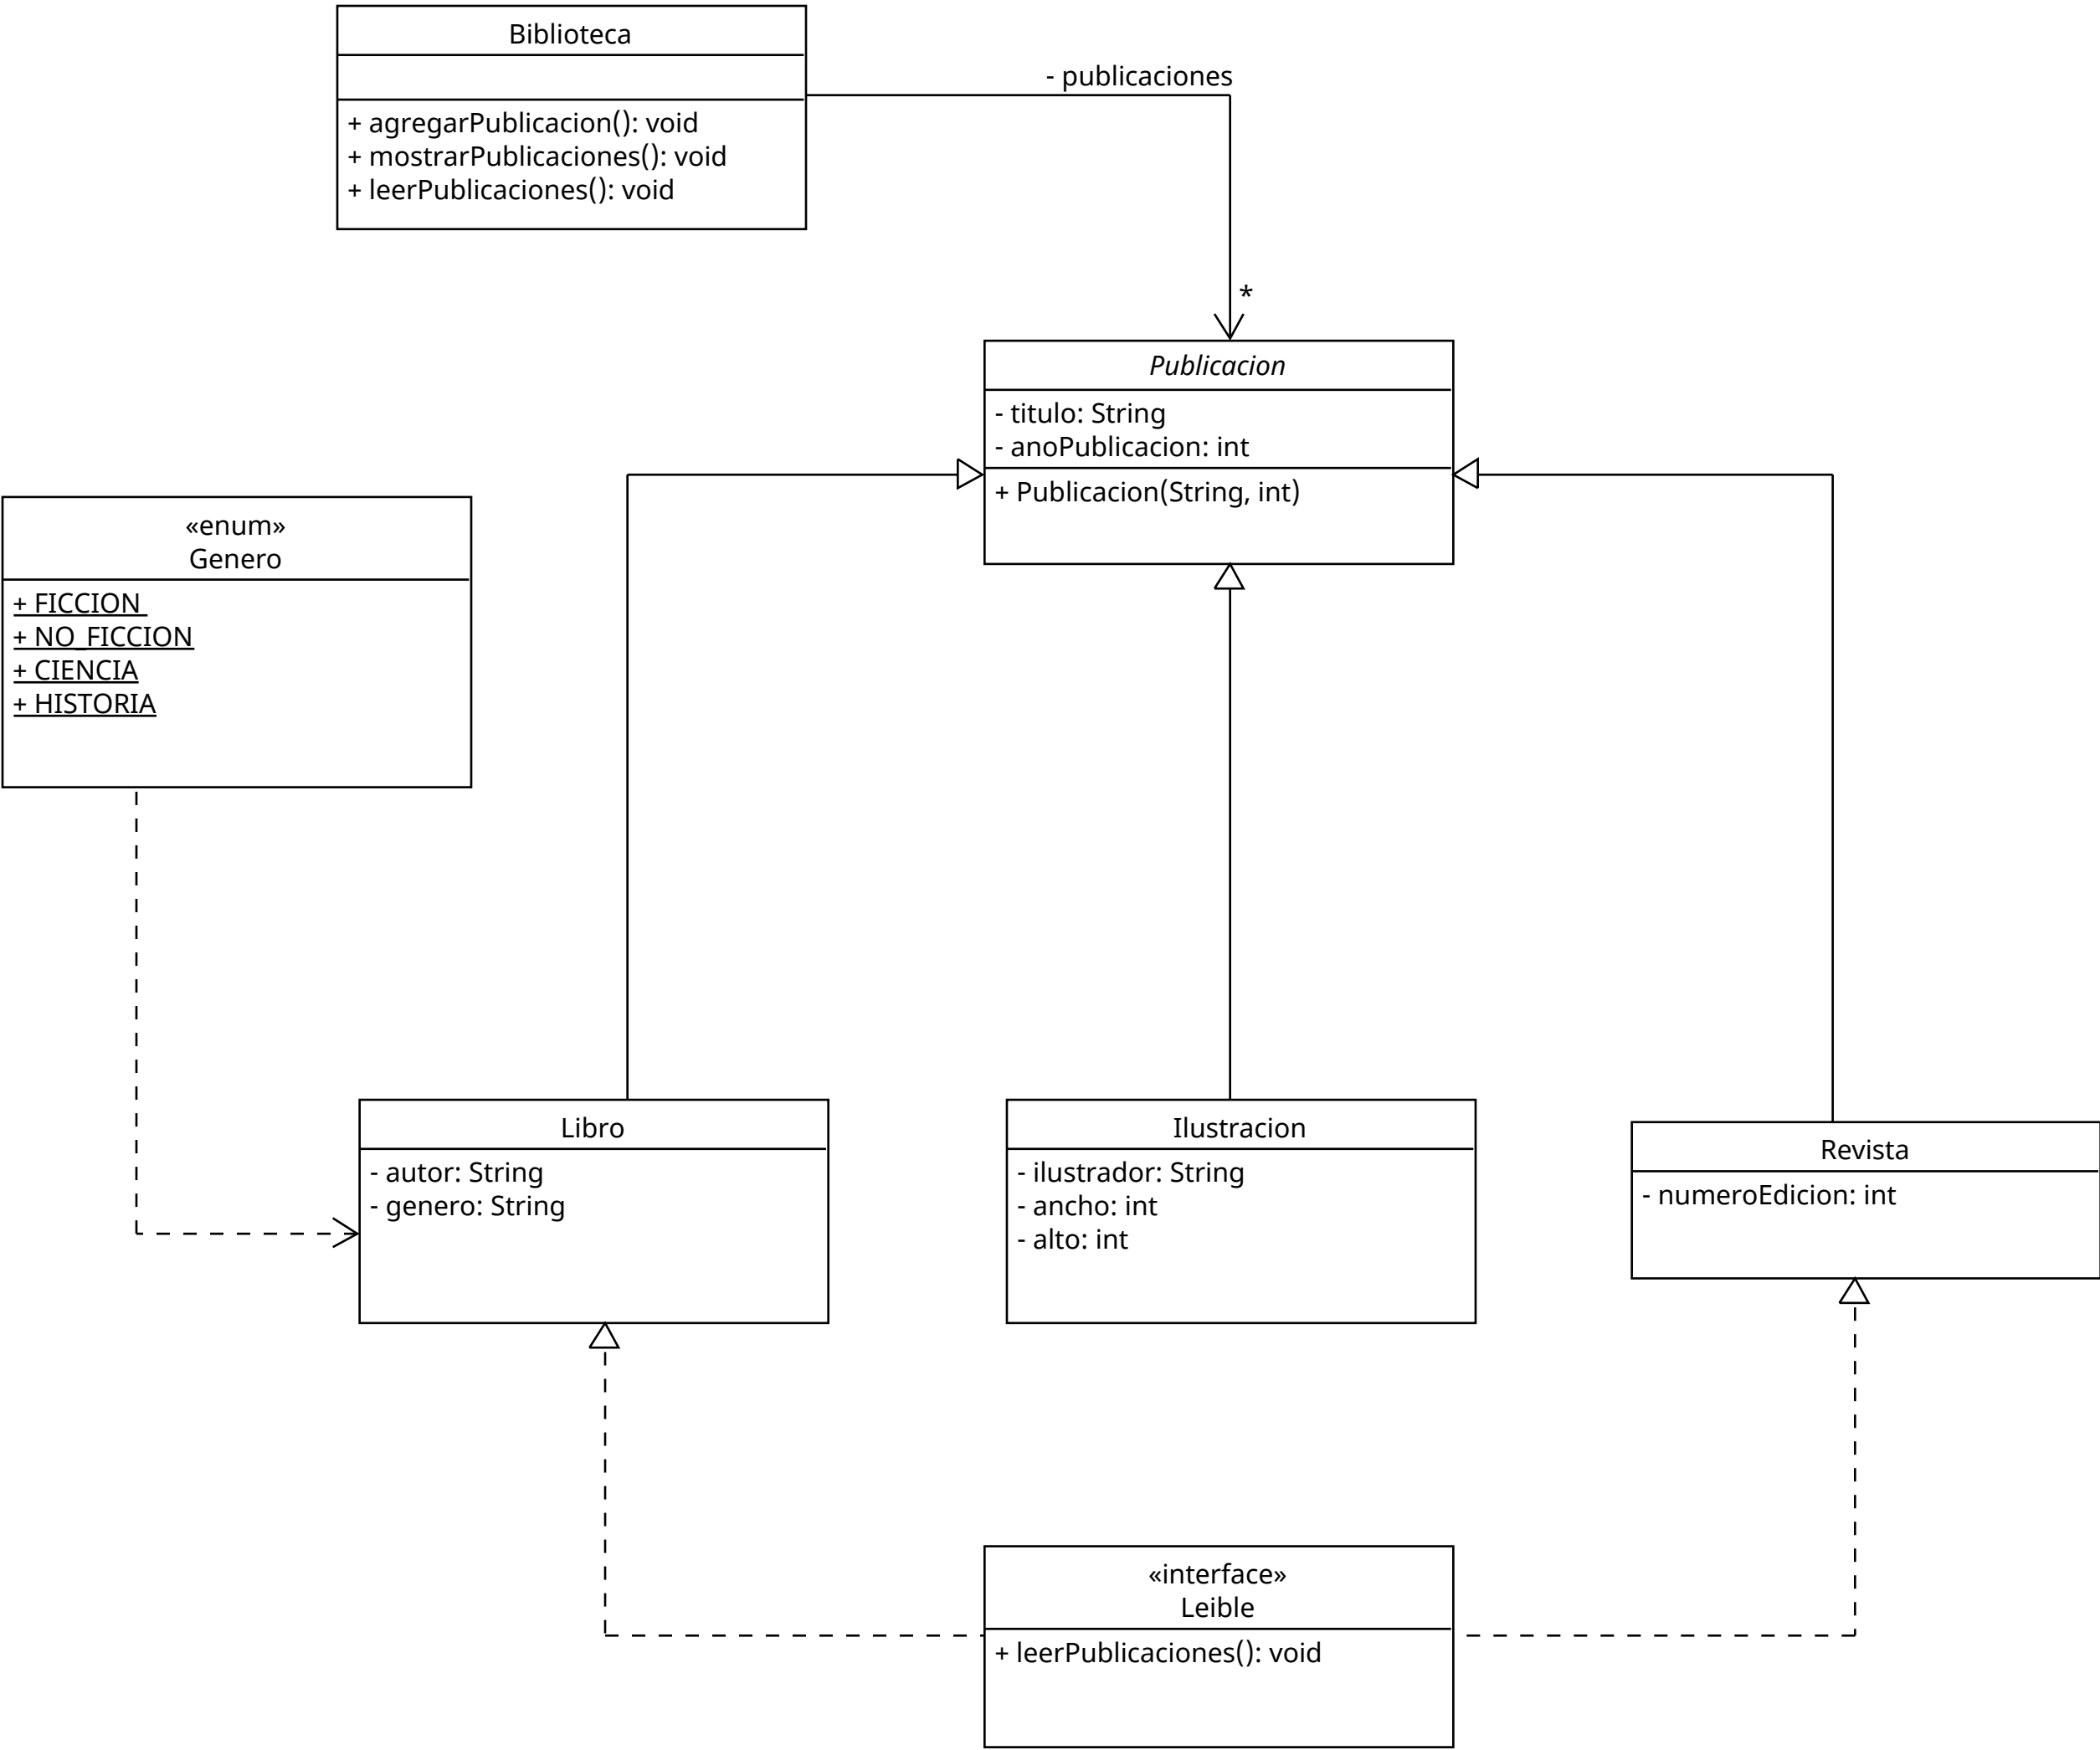 Biblioteca
+ agregarPublicacion(): void
+ mostrarPublicaciones(): void
+ leerPublicaciones(): void
- publicaciones
*
Publicacion
- titulo: String
- anoPublicacion: int
+ Publicacion(String, int)
«enum»
Genero
+ FICCION
+ NO_FICCION
+ CIENCIA
+ HISTORIA
Libro
- autor: String
- genero: String
Ilustracion
- ilustrador: String
- ancho: int
- alto: int
Revista
- numeroEdicion: int
«interface»
Leible
+ leerPublicaciones(): void